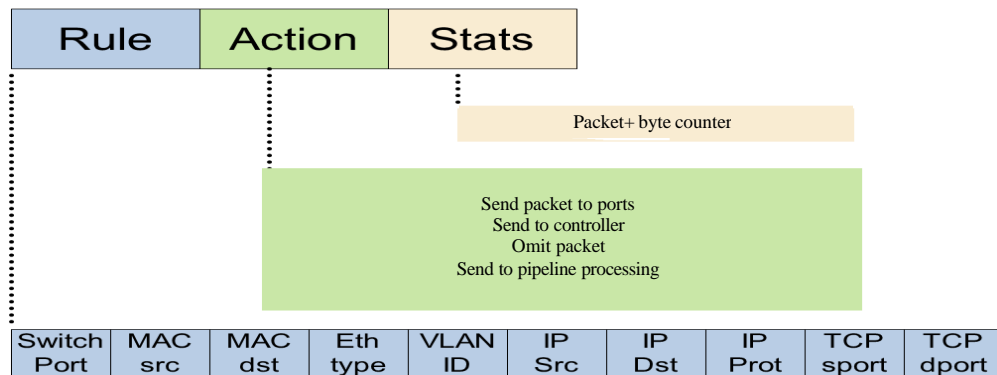 Rule Action Stats
Packet+ byte counter
Send packet to ports
Send to controller
Omit packet
Send to pipeline processing
Switch Port MAC src MAC dst Eth type VLAN ID IP Src IP Dst IP Prot TCP sport TCP dport